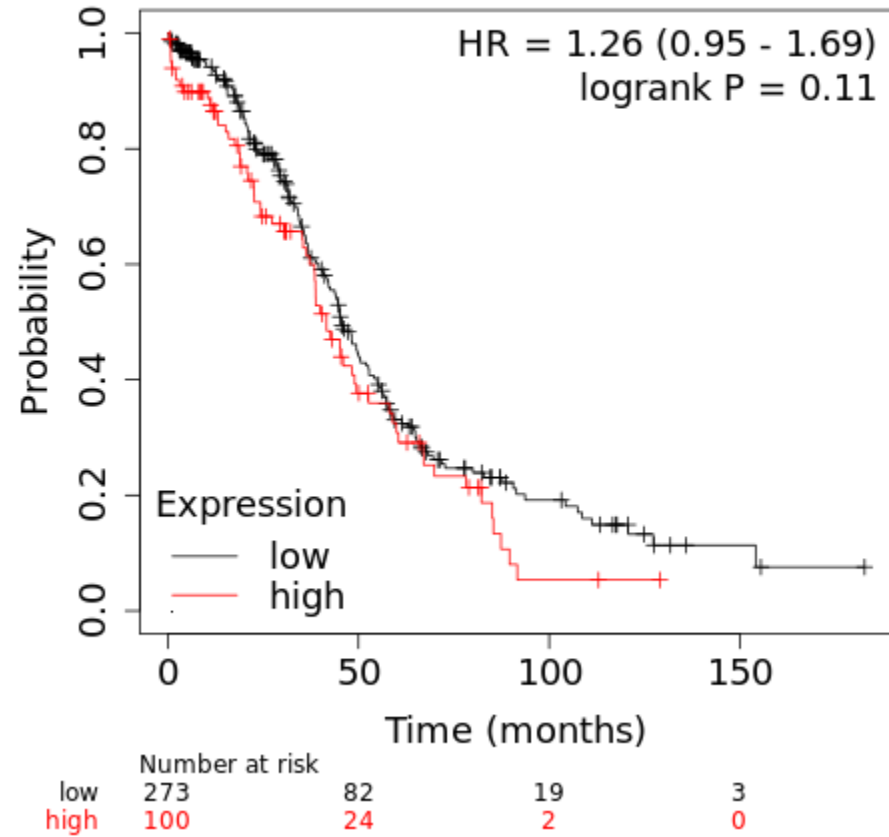 HR = 1.26 (0.95 - 1.69)
logrank P = 0.11
Probability
1.0
0.8
0.6
0.4
0.2
0.0
Expression
low
high
0 50 100 150
Time (months)
Number at risk
low 273 82 19 3
high 100 24 2 0